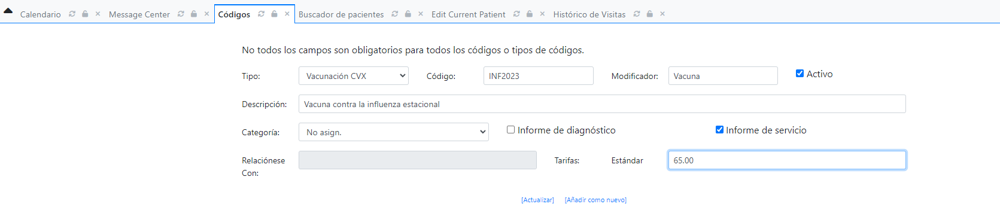 Calendario Message Center Códigos Buscador de pacientes Edit Current Patient Histórico de Visitas
No todos los campos son obligatorios para todos los códigos o tipos de códigos.
Tipo: Vacunación CVX Código: INF2023 Modificador: Vacuna Activo
Descripción: Vacuna contra la influenza estacional
Categoría: No asign. Informe de diagnóstico Informe de servicio
Relaciónese Con: Tarifas: Estándar 65.00
[Actualizar] [Añadir como nuevo]